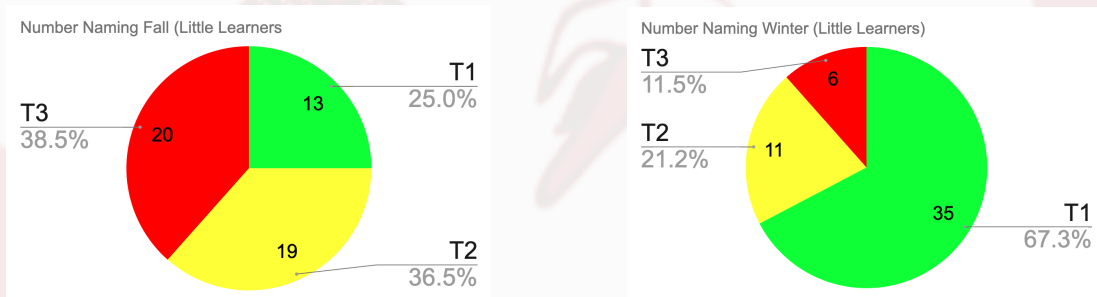 Number Naming Fall (Little Learners
T1
25.0%
13
T3
38.5%
20
19
T2
36.5%
Number Naming Winter (Little Learners)
T3
11.5%
6
T2
21.2%
11
35
T1
67.3%